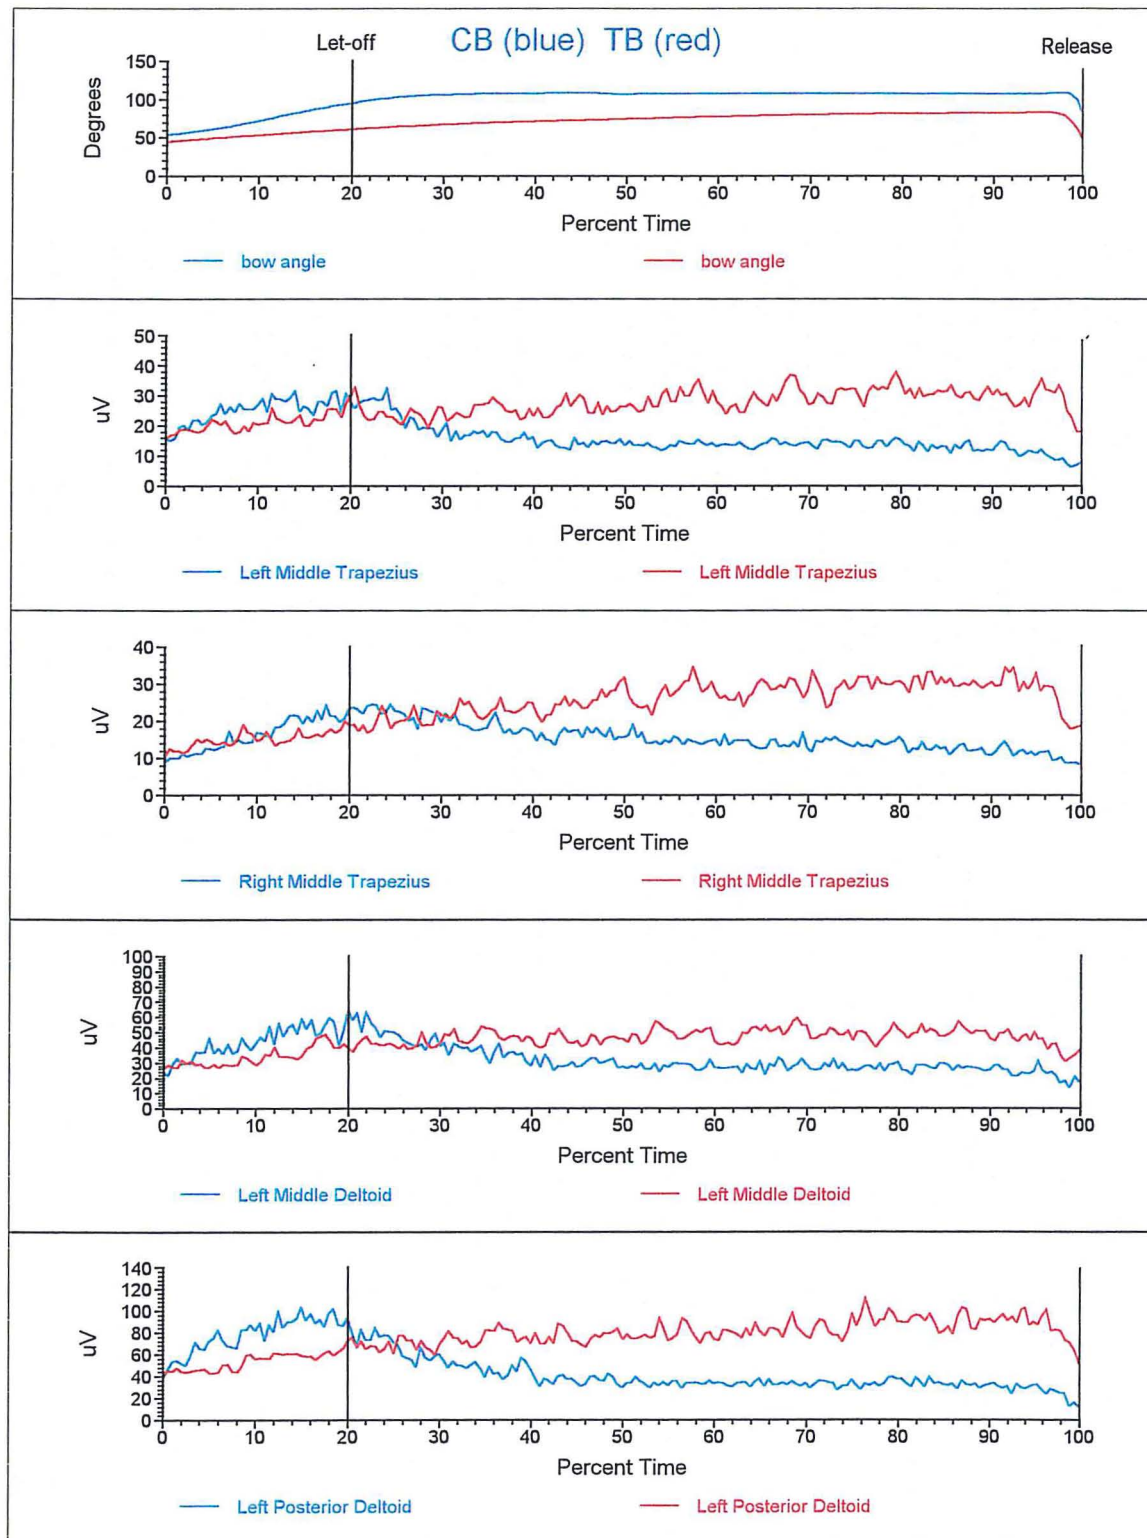 Let-off CB (blue) TB (red) Release
150
100
50
0
Degrees
0 10 20 30 40 50 60 70 80 90 100
Percent Time
bow angle bow angle
50
40
30
20
10
0
uV
0 10 20 30 40 50 60 70 80 90 100
Percent Time
Left Middle Trapezius Left Middle Trapezius
40
30
20
10
0
uV
0 10 20 30 40 50 60 70 80 90 100
Percent Time
Right Middle Trapezius Right Middle Trapezius
100
90
80
70
60
50
40
30
20
10
0
uV
0 10 20 30 40 50 60 70 80 90 100
Percent Time
Left Middle Deltoid Left Middle Deltoid
140
120
100
80
60
40
20
0
uV
0 10 20 30 40 50 60 70 80 90 100
Percent Time
Left Posterior Deltoid Left Posterior Deltoid